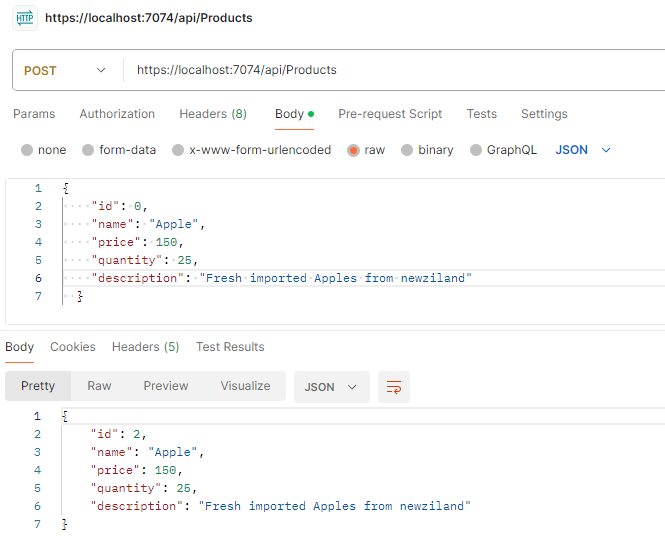 HTTP https://localhost:7074/api/Products
POST https://localhost:7074/api/Products
Params Authorization Headers (8) Body Pre-request Script Tests Settings
none form-data x-www-form-urlencoded raw binary GraphQL JSON
1 {
2 "id": 0,
3 "name": "Apple",
4 "price": 150,
5 "quantity": 25,
6 "description": "Fresh imported Apples from newziland"
7 }
Body Cookies Headers (5) Test Results
Pretty Raw Preview Visualize JSON
1 {
2 "id": 2,
3 "name": "Apple",
4 "price": 150,
5 "quantity": 25,
6 "description": "Fresh imported Apples from newziland"
7 }